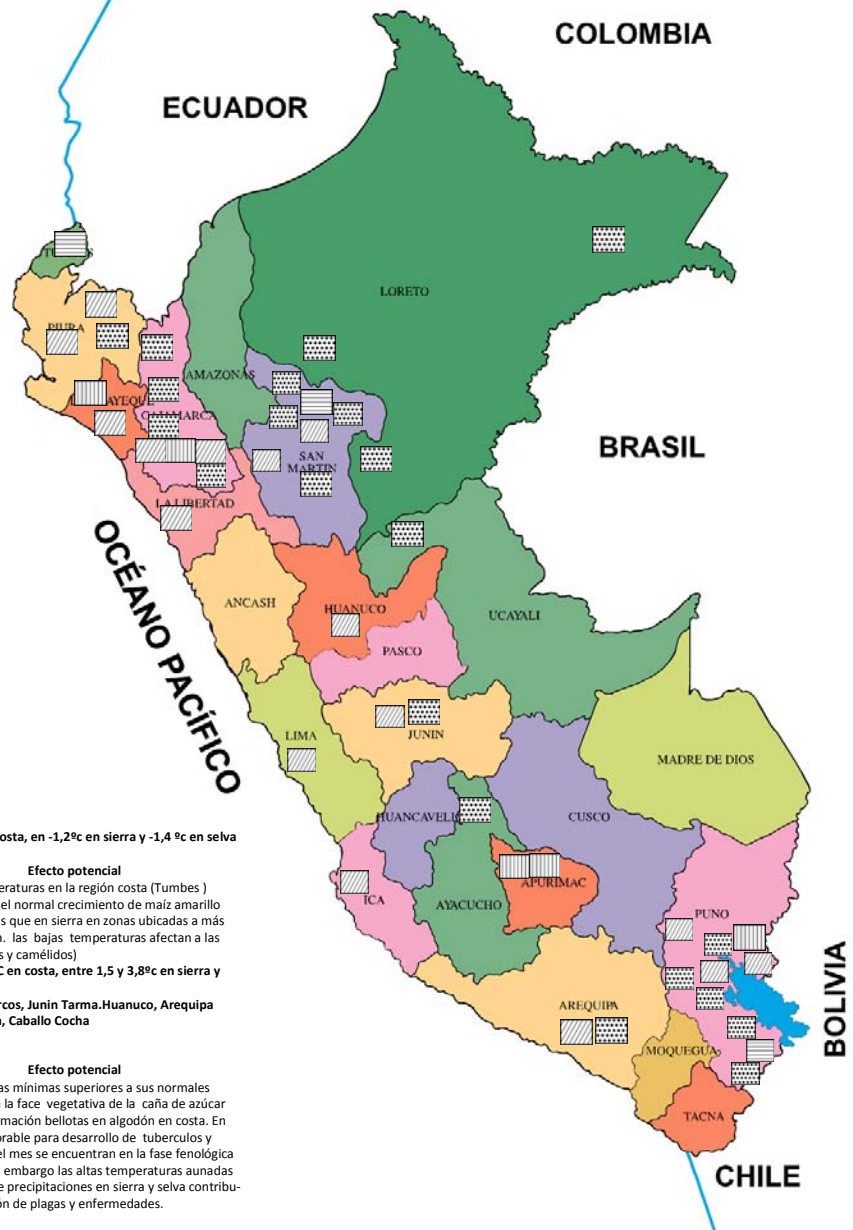 COLOMBIA
ECUADOR
LORETO
PIURA
AMAZONAS
AYEQUE
CAJAMARCA
BRASIL
SAN
MARTIN
LA LIBERTAD
OCÉANO PACÍFICO
ANCASH
HUANUCO
UCAYALI
PASCO
LIMA
JUNIN
MADRE DE DIOS
HUANCAVELI
CUSCO
ICA
AYACUCHO
APURIMAC
PUNO
AREQUIPA
MOQUEGUA
BOLIVIA
TACNA
CHILE
osta, en -1,2ºc en sierra y -1,4 ºc en selva
Efecto potencial
eraturas en la región costa (Tumbes )
el normal crecimiento de maíz amarillo
s que en sierra en zonas ubicadas a más
. las bajas temperaturas afectan a las
s y camélidos)
C en costa, entre 1,5 y 3,8ºc en sierra y
rcos, Junin Tarma.Huanuco, Arequipa
, Caballo Cocha
Efecto potencial
as mínimas superiores a sus normales
la face vegetativa de la caña de azúcar
rmación bellotas en algodón en costa. En
orable para desarrollo de tuberculos y
el mes se encuentran en la fase fenológica
embargo las altas temperaturas aunadas
e precipitaciones en sierra y selva contribu-
ón de plagas y enfermedades.